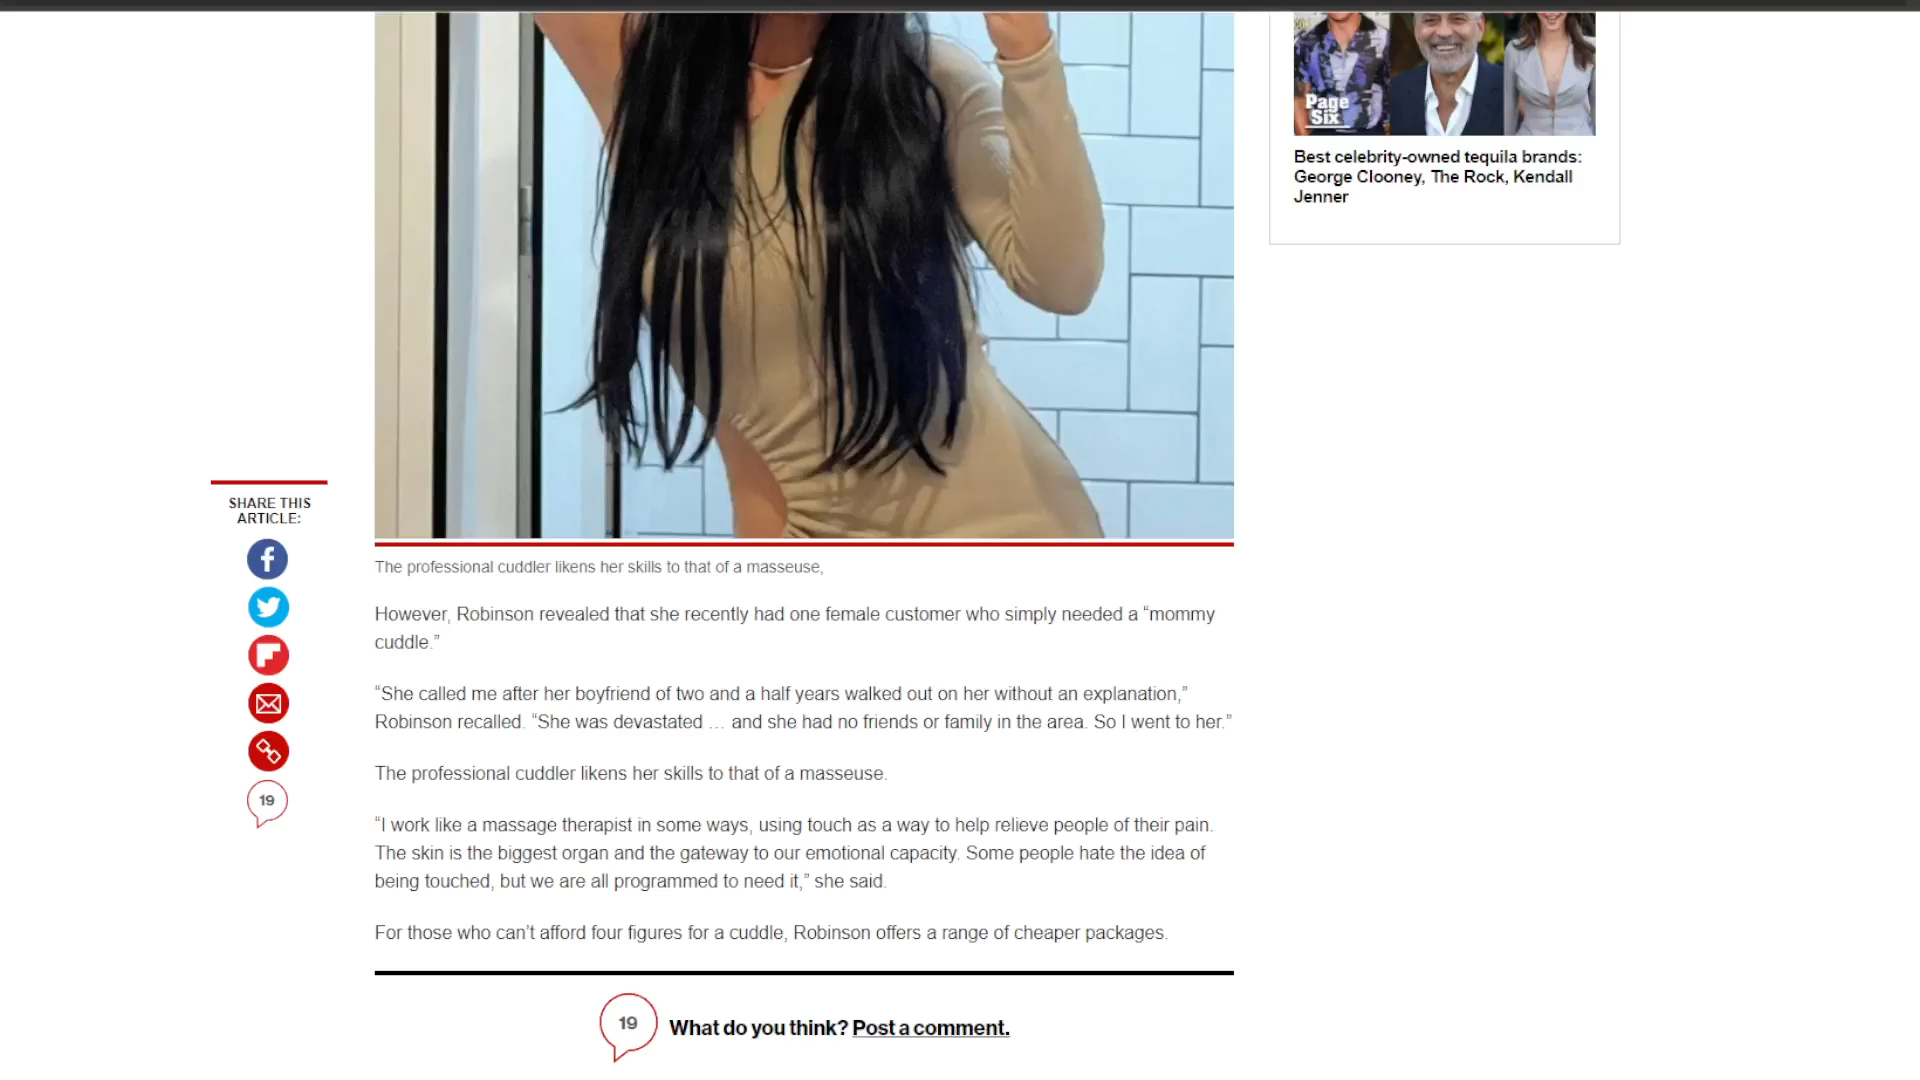 Page
Six
Best celebrity-owned tequila brands:
George Clooney, The Rock, Kendall
Jenner
SHARE THIS
ARTICLE:
19
The professional cuddler likens her skills to that of a masseuse,
However, Robinson revealed that she recently had one female customer who simply needed a “mommy
cuddle.”
“She called me after her boyfriend of two and a half years walked out on her without an explanation,”
Robinson recalled. “She was devastated … and she had no friends or family in the area. So I went to her.”
The professional cuddler likens her skills to that of a masseuse.
“I work like a massage therapist in some ways, using touch as a way to help relieve people of their pain.
The skin is the biggest organ and the gateway to our emotional capacity. Some people hate the idea of
being touched, but we are all programmed to need it,” she said.
For those who can’t afford four figures for a cuddle, Robinson offers a range of cheaper packages.
19
What do you think? Post a comment.